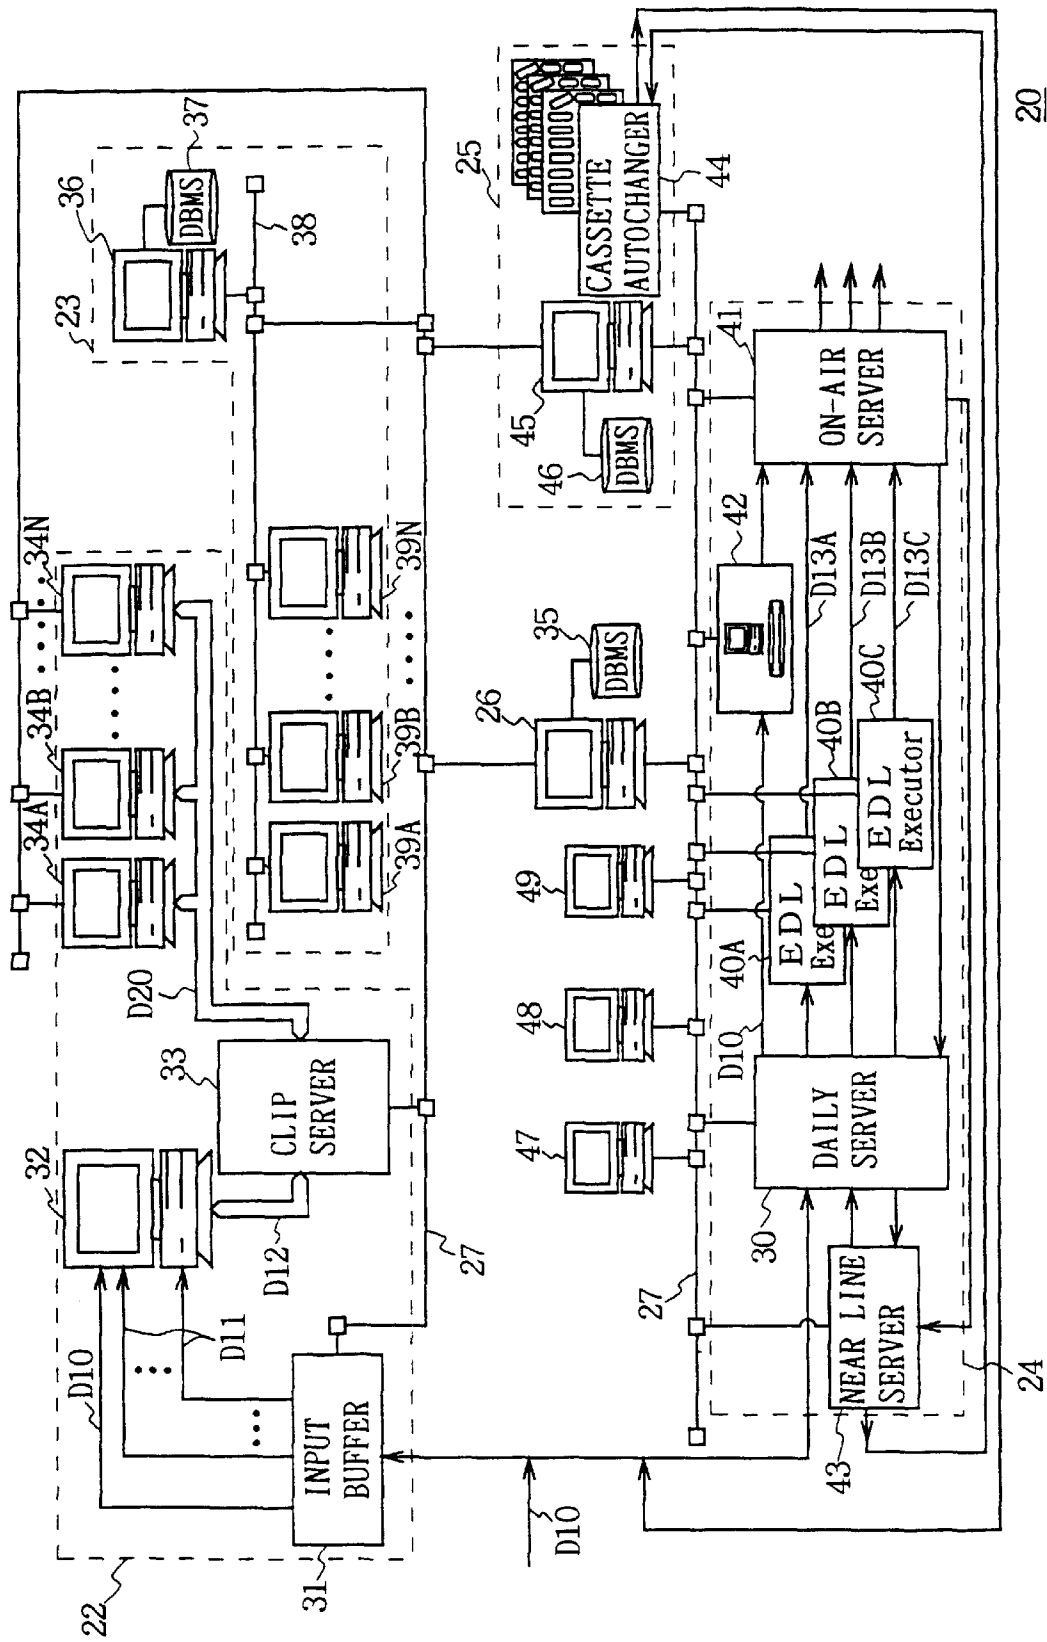 20
22
D10
D11
32
33
CLIP
SERVER
D12
D20
34A
34B
34N
INPUT
BUFFER
31
27
23
36
DBMS
37
38
39A
39B
39N
D10
47
48
49
26
DBMS
35
25
45
DBMS
46
CASSETTE
AUTOCHANGER
44
27
24
NEAR LINE
SERVER
43
DAILY
SERVER
30
D10
EDL
Exe
40A
EDL
Exe
40B
EDL
Executor
40C
42
D13A
D13B
D13C
ON-AIR
SERVER
41